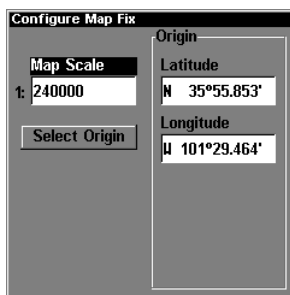 Configure Map Fix
Map Scale
1: 240000
Select Origin
Origin
Latitude
N 35°55.853'
Longitude
W 101°29.464'